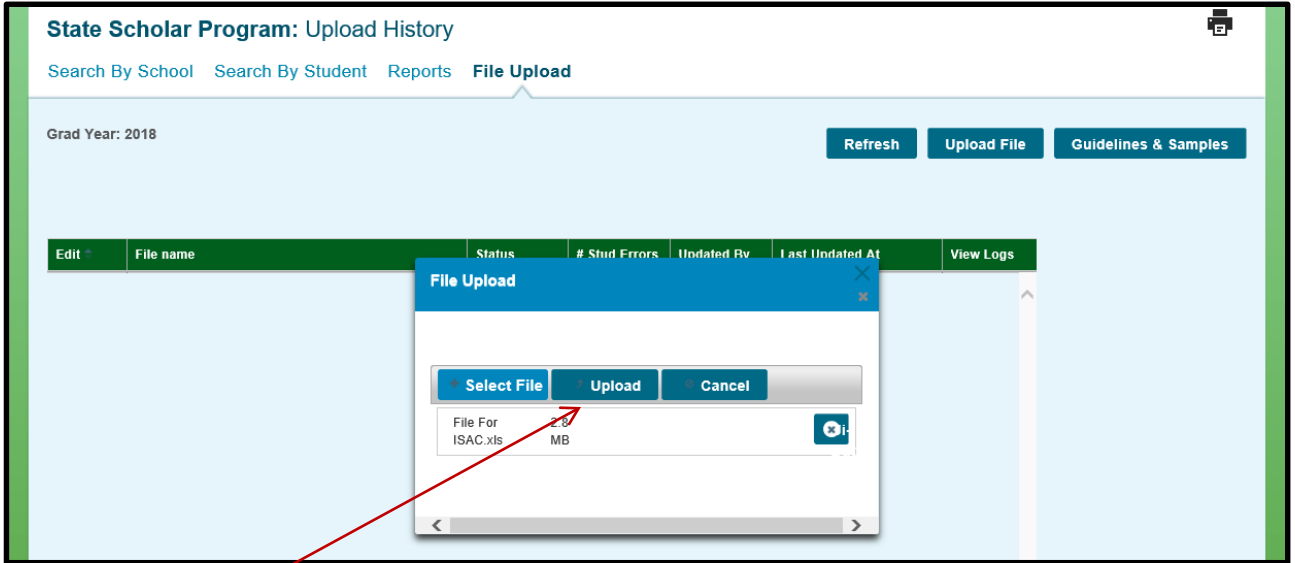 State Scholar Program: Upload History
Search By School Search By Student Reports File Upload
Grad Year: 2018
Refresh Upload File Guidelines & Samples
Edit File name Status # Stud Errors Updated By Last Updated At View Logs
File Upload
Select File Upload Cancel
File For 2.8
ISAC.xls MB